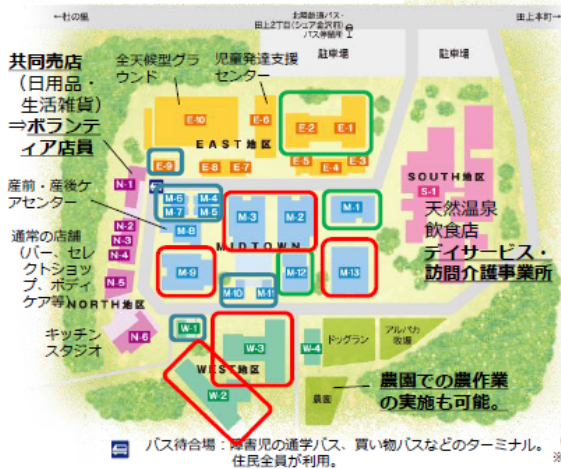 ←杜の里
北陸鉄道バス・
田上2丁目(シェア金沢前)
バス停留所
田上本町→
駐車場
駐車場
共同売店
(日用品・
生活雑貨)
⇒ボランテ
ィア店員
全天候型グラ
ウンド
児童発達支援
センター
E-10
E-6
E-2
E-1
EAST地区
E-9
E-8
E-7
E-5
E-4
E-3
SOUTH地区
S-1
天然温泉
飲食店
デイサービス・
訪問介護事業所
N-1
産前・産後ケ
アセンター
M-6
M-4
M-7
M-5
M-8
M-3
M-2
M-1
N-2
N-3
N-4
N-5
通常の店舗
(バー、セレ
クトショッ
プ、ボディ
ケア等)
NORTH地区
MIDTOWN
M-9
M-10
M-11
M-12
M-13
キッチン
スタジオ
N-6
W-1
W-3
W-4
WEST地区
W-2
ドッグラン
アルパカ
牧場
農園
農園での農作業
の実施も可能。
バス待合場:障害児の通学バス、買い物バスなどのターミナル。
住民全員が利用。
※